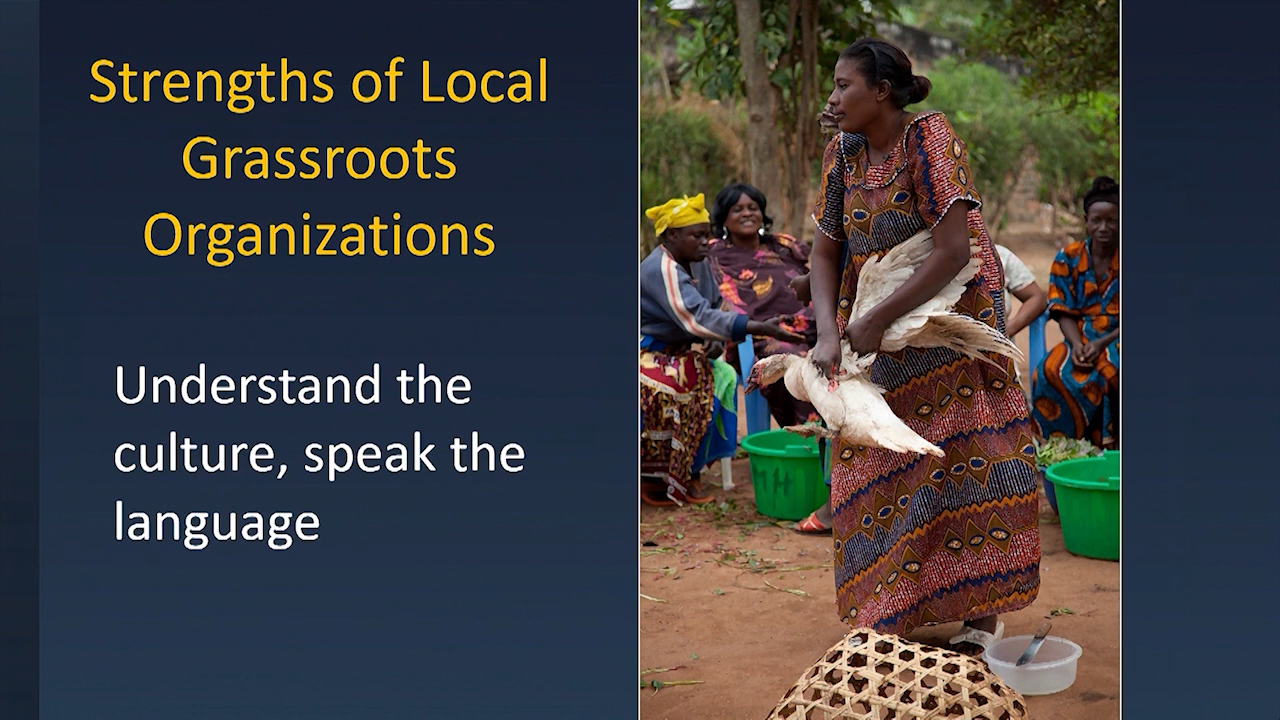 Strengths of Local
Grassroots
Organizations
Understand the
culture, speak the
language